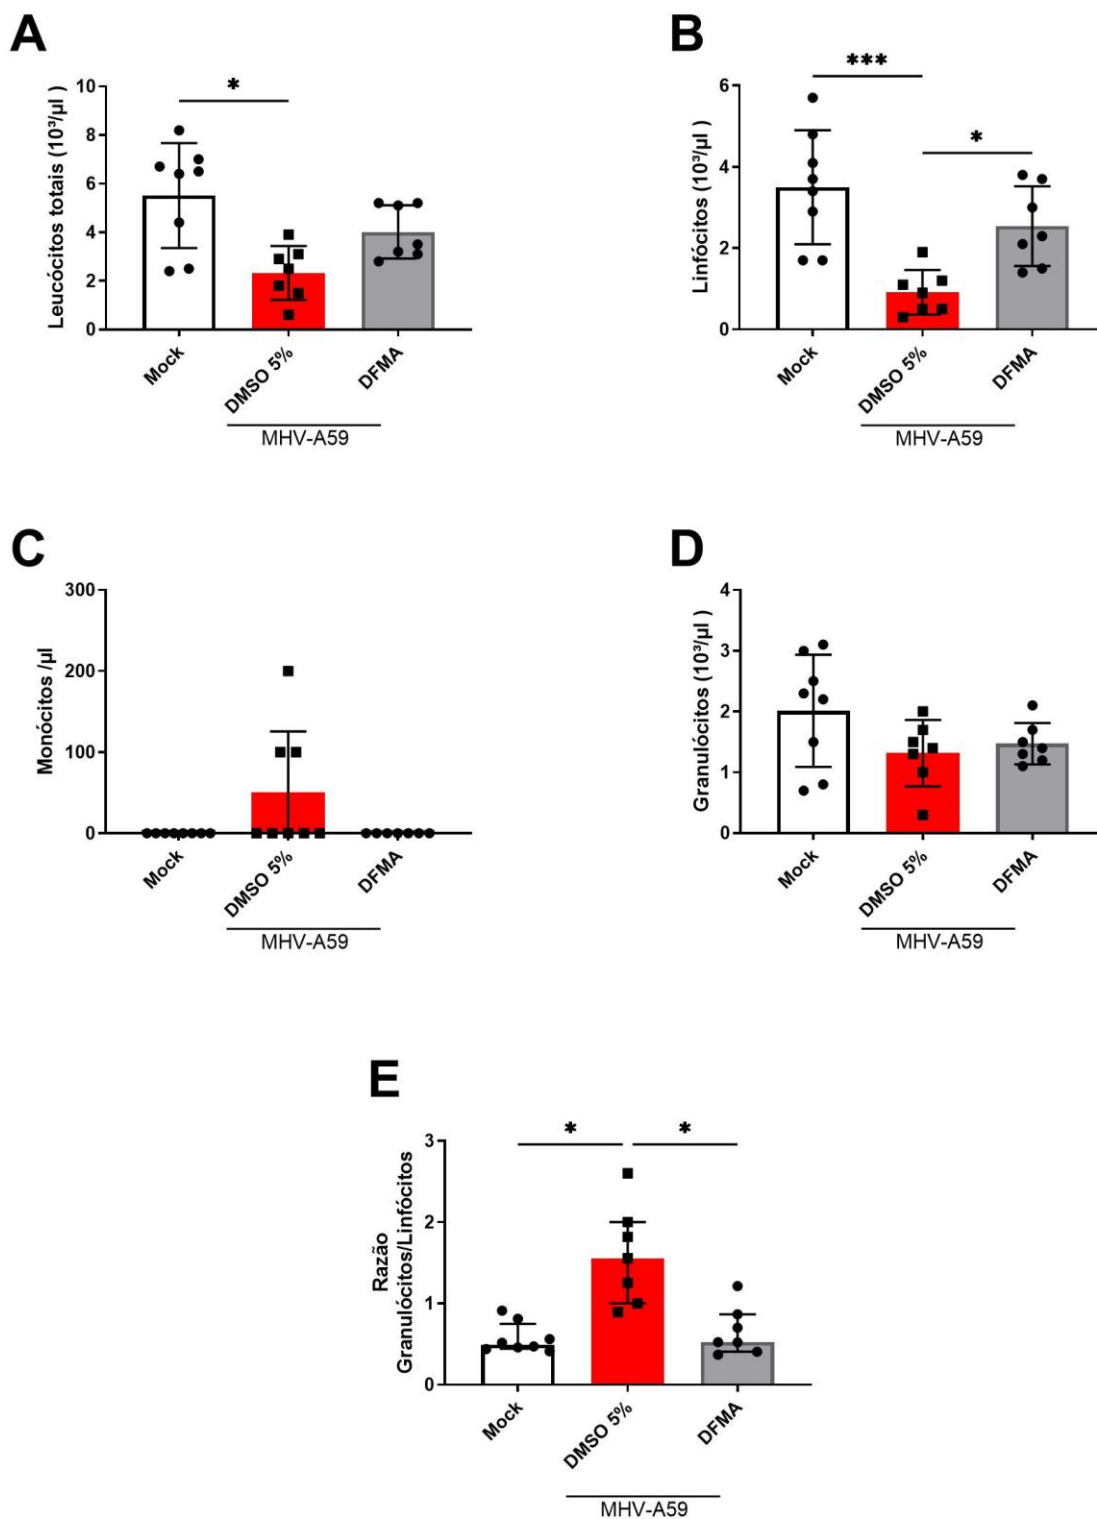 A
Leucócitos totais (10³/µl )
10
8
6
4
2
0
*
Mock
DMSO 5%
DFMA
MHV-A59
B
Linfócitos (10³/µl )
6
4
2
0
***
*
Mock
DMSO 5%
DFMA
MHV-A59
C
Monócitos /µl
300
200
100
0
Mock
DMSO 5%
DFMA
MHV-A59
D
Granulócitos (10³/µl )
4
3
2
1
0
Mock
DMSO 5%
DFMA
MHV-A59
E
Razão
Granulócitos/Linfócitos
3
2
1
0
*
*
Mock
DMSO 5%
DFMA
MHV-A59